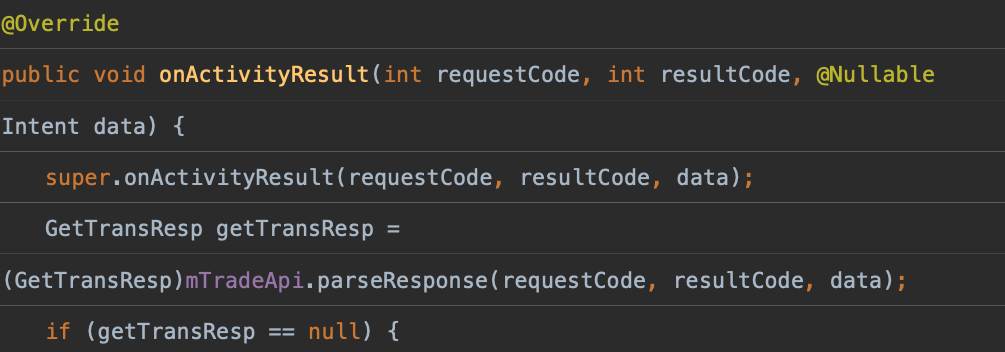 @Override
public void onActivityResult(int requestCode, int resultCode, @Nullable
Intent data) {
super.onActivityResult(requestCode, resultCode, data);
GetTransResp getTransResp =
(GetTransResp)mTradeApi.parseResponse(requestCode, resultCode, data);
if (getTransResp == null) {